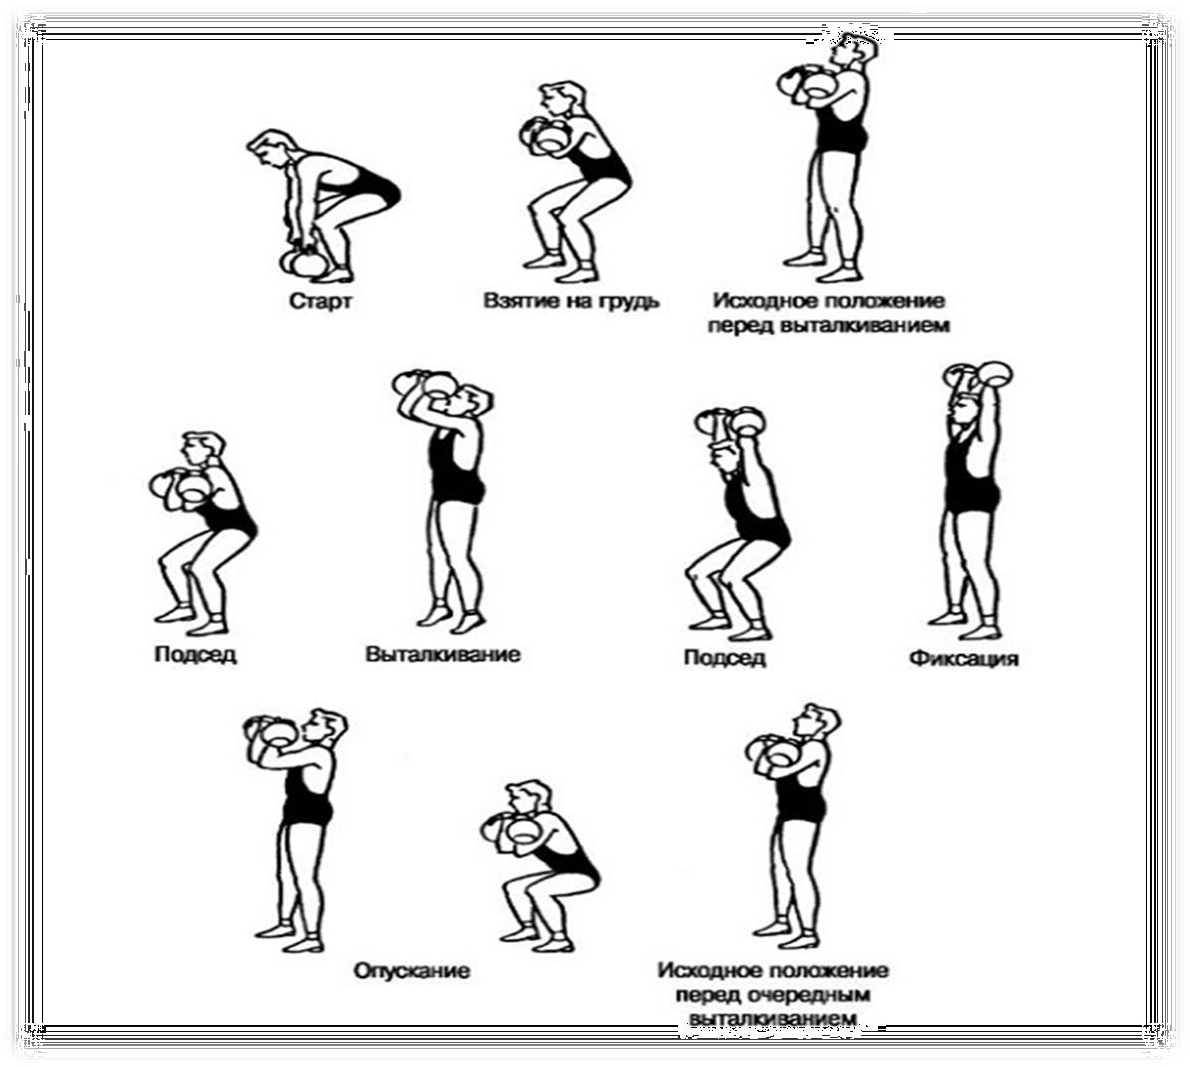 Старт
Взятие на грудь
Исходное положение
перед выталкиванием
Подсед
Выталкивание
Подсед
Фиксация
Опускание
Исходное положение
перед очередным
выталкиванием